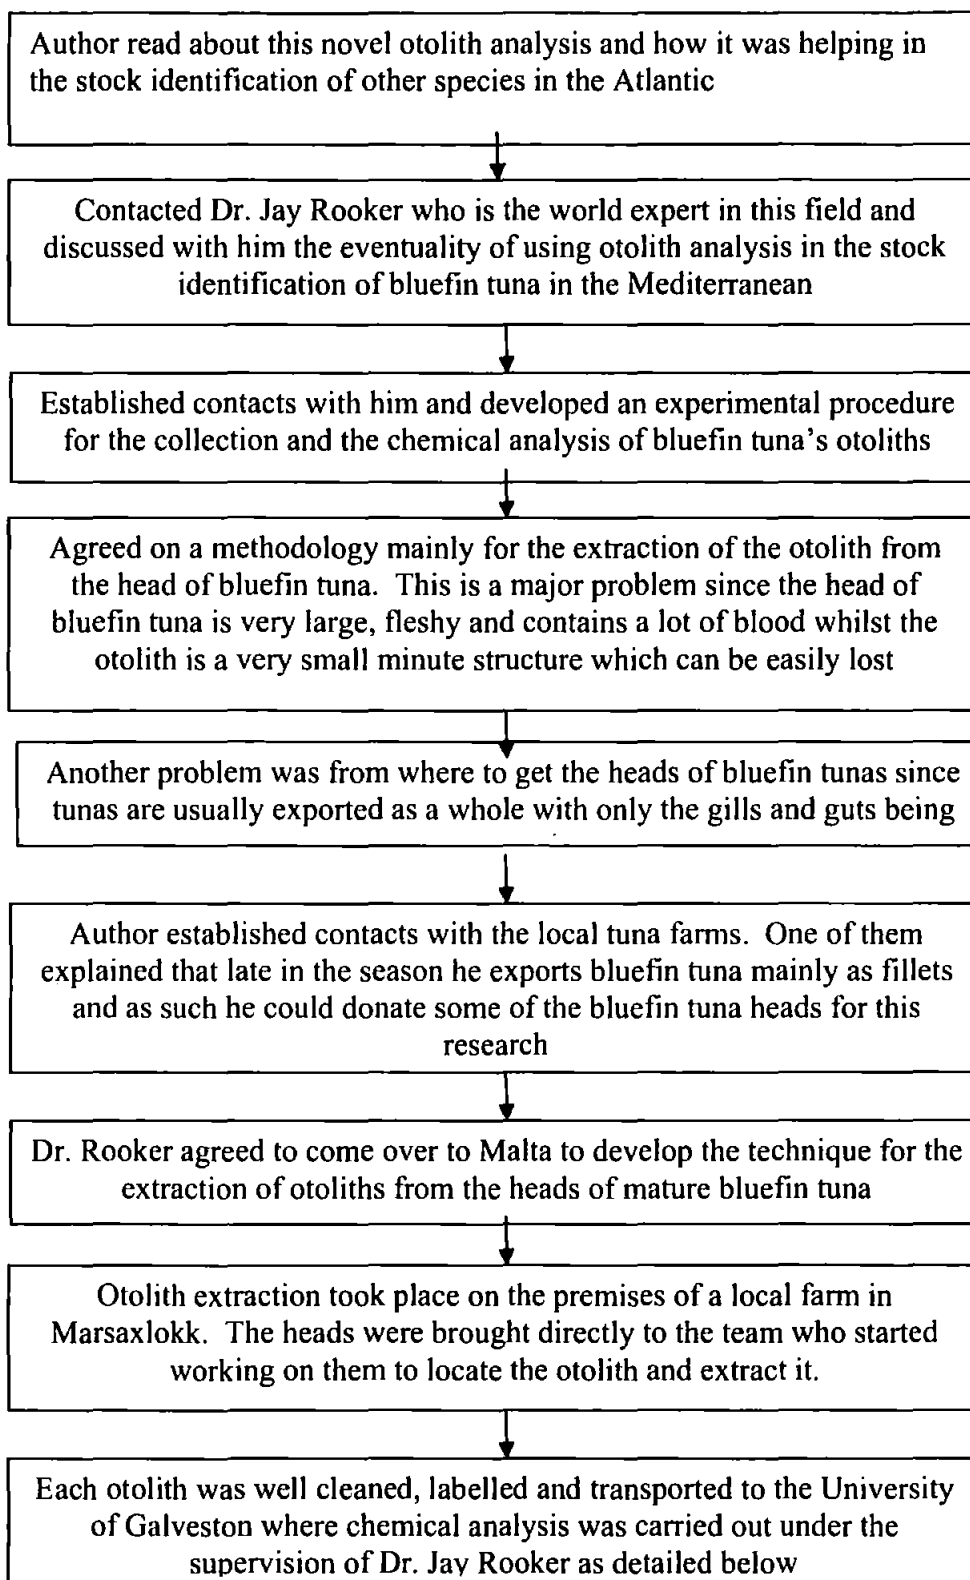 Author read about this novel otolith analysis and how it was helping in
the stock identification of other species in the Atlantic
Contacted Dr. Jay Rooker who is the world expert in this field and
discussed with him the eventuality of using otolith analysis in the stock
identification of bluefin tuna in the Mediterranean
Established contacts with him and developed an experimental procedure
for the collection and the chemical analysis of bluefin tuna's otoliths
Agreed on a methodology mainly for the extraction of the otolith from
the head of bluefin tuna. This is a major problem since the head of
bluefin tuna is very large, fleshy and contains a lot of blood whilst the
otolith is a very small minute structure which can be easily lost
Another problem was from where to get the heads of bluefin tunas since
tunas are usually exported as a whole with only the gills and guts being
Author established contacts with the local tuna farms. One of them
explained that late in the season he exports bluefin tuna mainly as fillets
and as such he could donate some of the bluefin tuna heads for this
research
Dr. Rooker agreed to come over to Malta to develop the technique for the
extraction of otoliths from the heads of mature bluefin tuna
Otolith extraction took place on the premises of a local farm in
Marsaxlokk. The heads were brought directly to the team who started
working on them to locate the otolith and extract it.
Each otolith was well cleaned, labelled and transported to the University
of Galveston where chemical analysis was carried out under the
supervision of Dr. Jay Rooker as detailed below